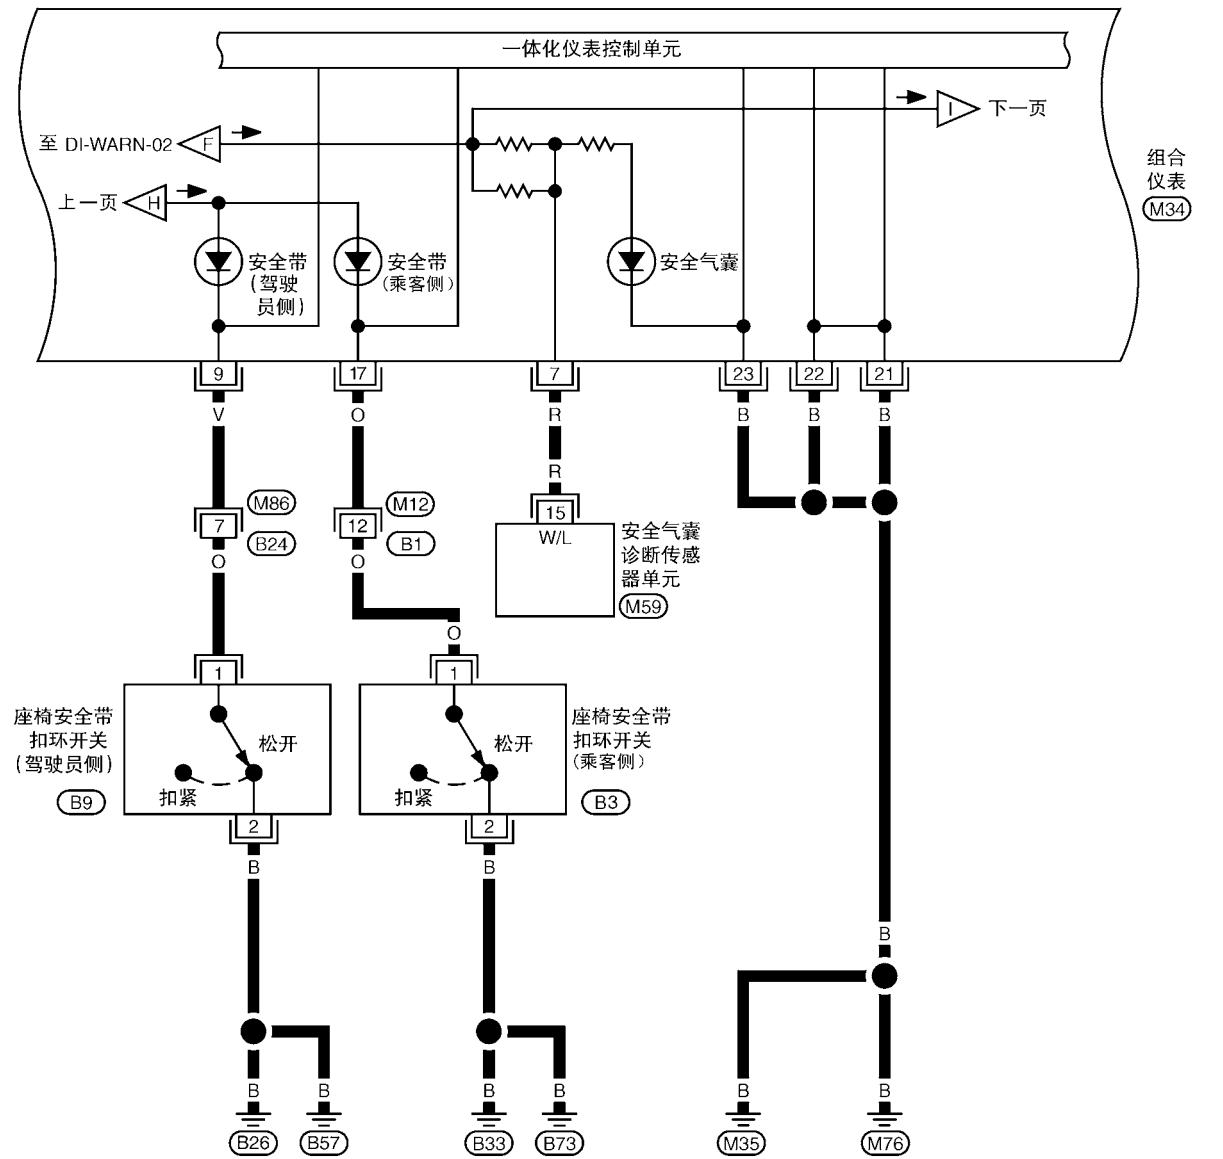 一体化仪表控制单元
I 下一页
至 DI-WARN-02 F
组合
仪表
M34
上一页 H
安全带
(驾驶
员侧)
安全带
(乘客侧)
安全气囊
9 17 7 23 22 21
V O R B B B
R
M86
M12
7 12 15
B24
B1
W/L
安全气囊
诊断传感
器单元
M59
O O
O
1 1
座椅安全带
扣环开关
(驾驶员侧)
B9
松开
扣紧
座椅安全带
扣环开关
(乘客侧)
B3
松开
扣紧
2 2
B B
B
B B B B B B
B26 B57 B33 B73 M35 M76